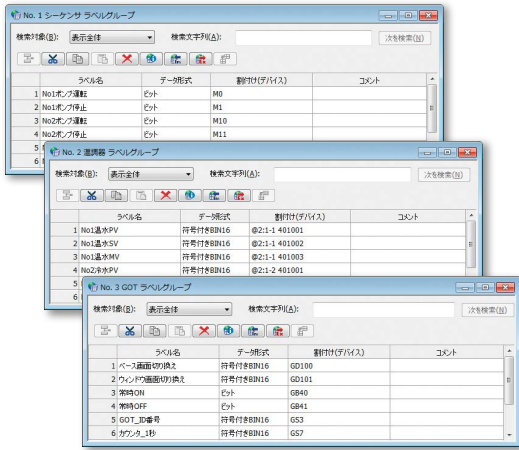 No. 1 シーケンサ ラベルグループ
検索対象(B): 表示全体 検索文字列(A): 次を検索(N)
ラベル名 データ形式 割付け(デバイス) コメント
1 No1ポンプ運転 ビット M0
2 No1ポンプ停止 ビット M1
3 No2ポンプ運転 ビット M10
4 No2ポンプ停止 ビット M11
5
6
No. 2 温調器 ラベルグループ
検索対象(B): 表示全体 検索文字列(A): 次を検索(N)
ラベル名 データ形式 割付け(デバイス) コメント
1 No1温水PV 符号付きBIN16 @2:1-1 401001
2 No1温水SV 符号付きBIN16 @2:1-1 401002
3 No1温水MV 符号付きBIN16 @2:1-1 401003
4 No2冷水PV 符号付きBIN16 @2:1-2 401001
5
6
No. 3 GOT ラベルグループ
検索対象(B): 表示全体 検索文字列(A): 次を検索(N)
ラベル名 データ形式 割付け(デバイス) コメント
1 ベース画面切り換え 符号付きBIN16 GD100
2 ウィンドウ画面切り換え 符号付きBIN16 GD101
3 常時ON ビット GB40
4 常時OFF ビット GB41
5 GOT_ID番号 符号付きBIN16 GS3
6 カウンタ_1秒 符号付きBIN16 GS7